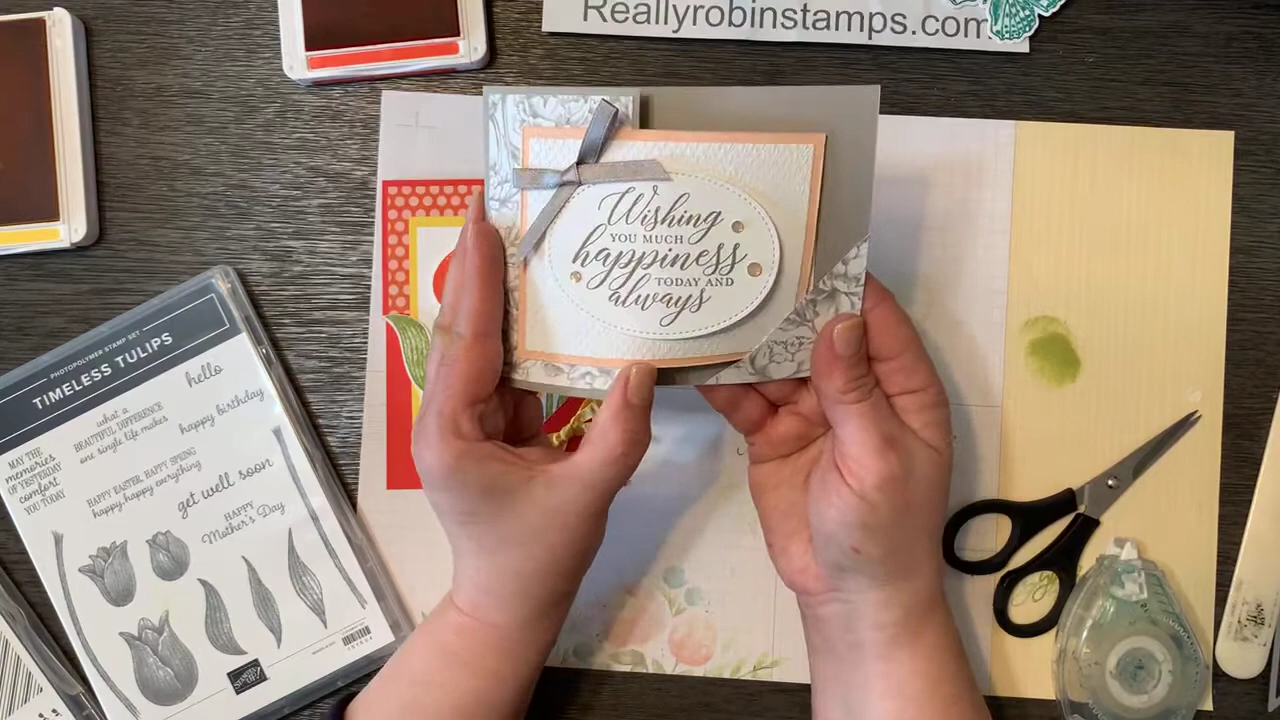 Reallyrobinstamps.com
Wishing
YOU MUCH
happiness
TODAY AND
always
PHOTOPOLYMER STAMP SET
TIMELESS TULIPS
hello
what a
BEAUTIFUL DIFFERENCE
one single life makes
happy birthday
MAY THE
memories
OF YESTERDAY
comfort
YOU TODAY
HAPPY EASTER, HAPPY SPRING
happy, happy everything
get well soon
HAPPY
Mother's Day
STAMPIN' UP!